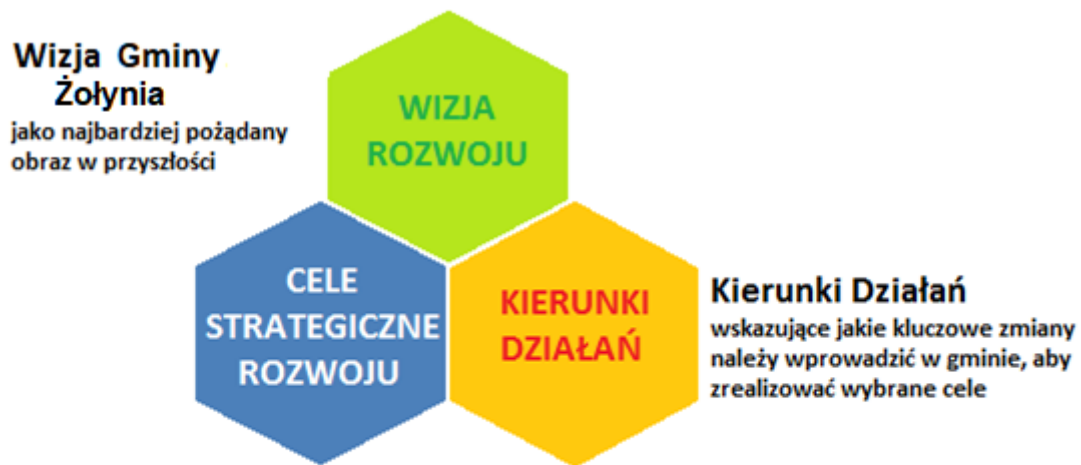 Wizja Gminy
Żołynia
jako najbardziej pożądany
obraz w przyszłości
WIZJA
ROZWOJU
CELE
STRATEGICZNE
ROZWOJU
KIERUNKI
DZIAŁAŃ
Kierunki Działań
wskazujące jakie kluczowe zmiany
należy wprowadzić w gminie, aby
zrealizować wybrane cele